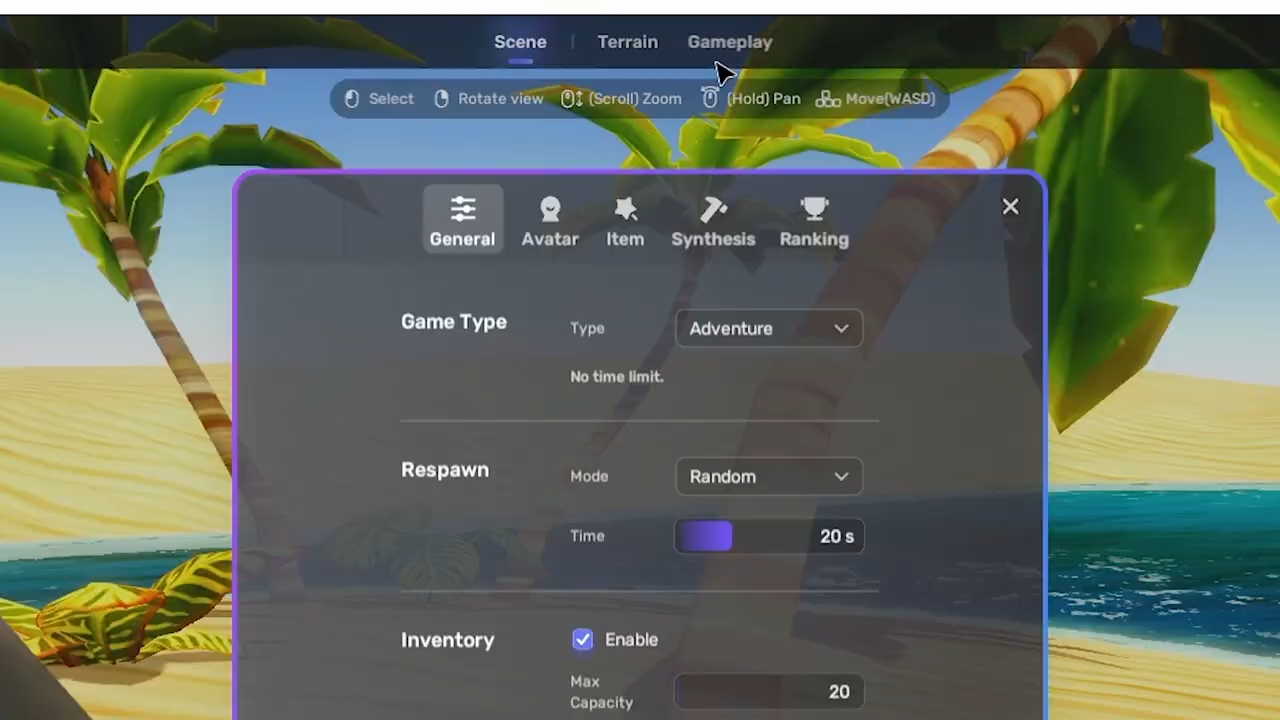 Scene | Terrain Gameplay
Select Rotate view (Scroll) Zoom (Hold) Pan Move(WASD)
General Avatar Item Synthesis Ranking
Game Type Type Adventure
No time limit.
Respawn Mode Random
Time 20 s
Inventory Enable
Max
Capacity 20